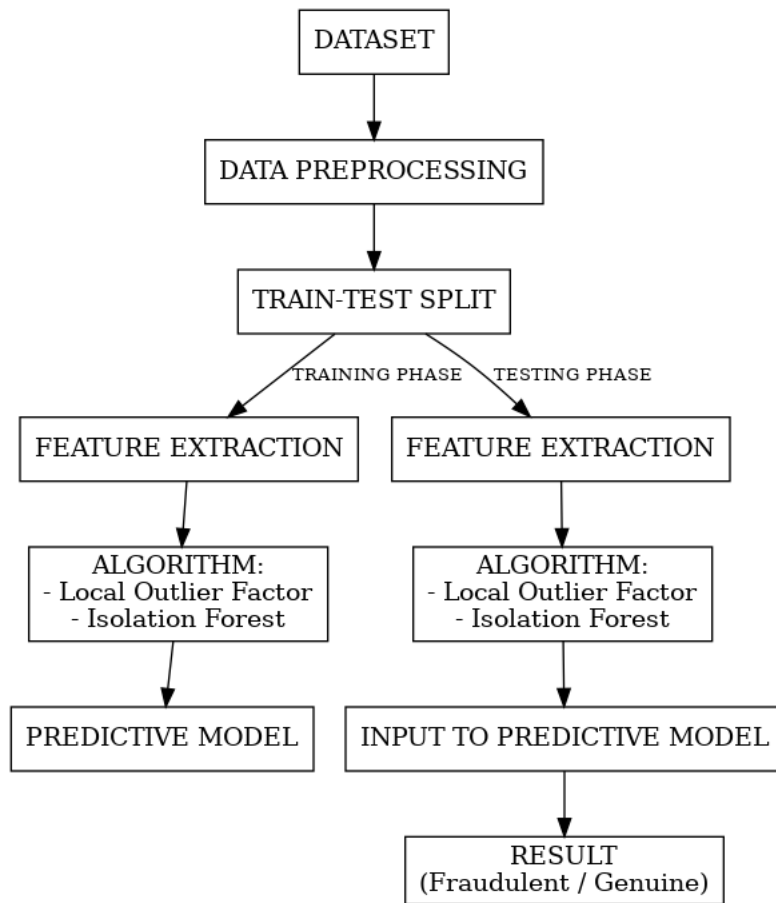 DATASET
DATA PREPROCESSING
TRAIN-TEST SPLIT
TRAINING PHASE
TESTING PHASE
FEATURE EXTRACTION
FEATURE EXTRACTION
ALGORITHM:
- Local Outlier Factor
- Isolation Forest
ALGORITHM:
- Local Outlier Factor
- Isolation Forest
PREDICTIVE MODEL
INPUT TO PREDICTIVE MODEL
RESULT
(Fraudulent / Genuine)